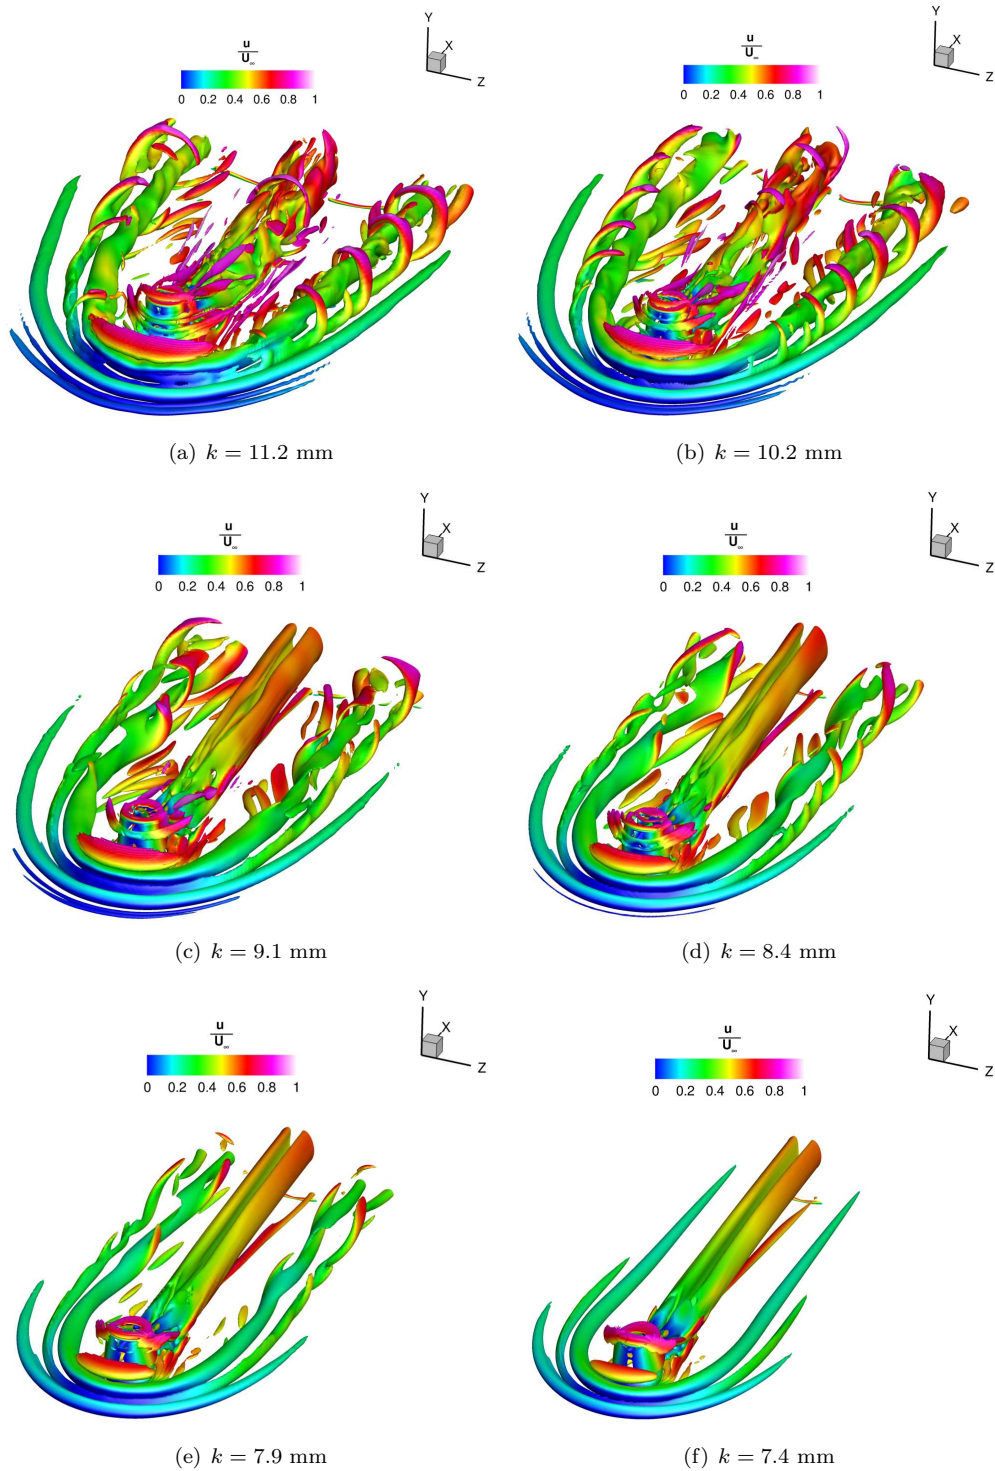 Y
X
Z
u
U∞
0 0.2 0.4 0.6 0.8 1
Y
X
Z
u
U∞
0 0.2 0.4 0.6 0.8 1
(a) k = 11.2 mm
(b) k = 10.2 mm
Y
X
Z
u
U∞
0 0.2 0.4 0.6 0.8 1
Y
X
Z
u
U∞
0 0.2 0.4 0.6 0.8 1
(c) k = 9.1 mm
(d) k = 8.4 mm
Y
X
Z
u
U∞
0 0.2 0.4 0.6 0.8 1
Y
X
Z
u
U∞
0 0.2 0.4 0.6 0.8 1
(e) k = 7.9 mm
(f) k = 7.4 mm